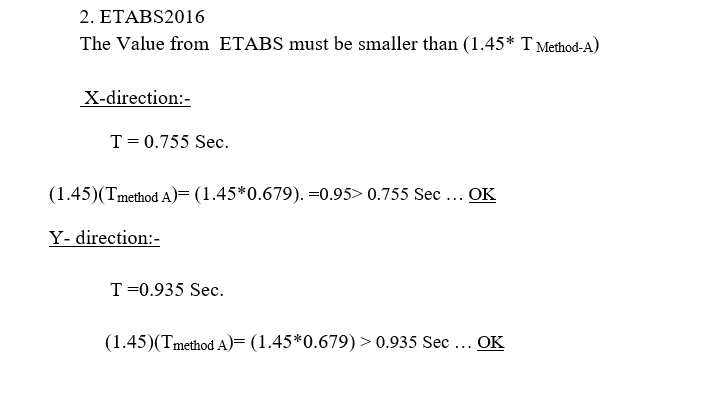 2. ETABS2016
The Value from ETABS must be smaller than (1.45* T Method-A)
X-direction:-
T = 0.755 Sec.
(1.45)(Tmethod A)= (1.45*0.679). =0.95> 0.755 Sec … OK
Y- direction:-
T =0.935 Sec.
(1.45)(Tmethod A)= (1.45*0.679) > 0.935 Sec … OK